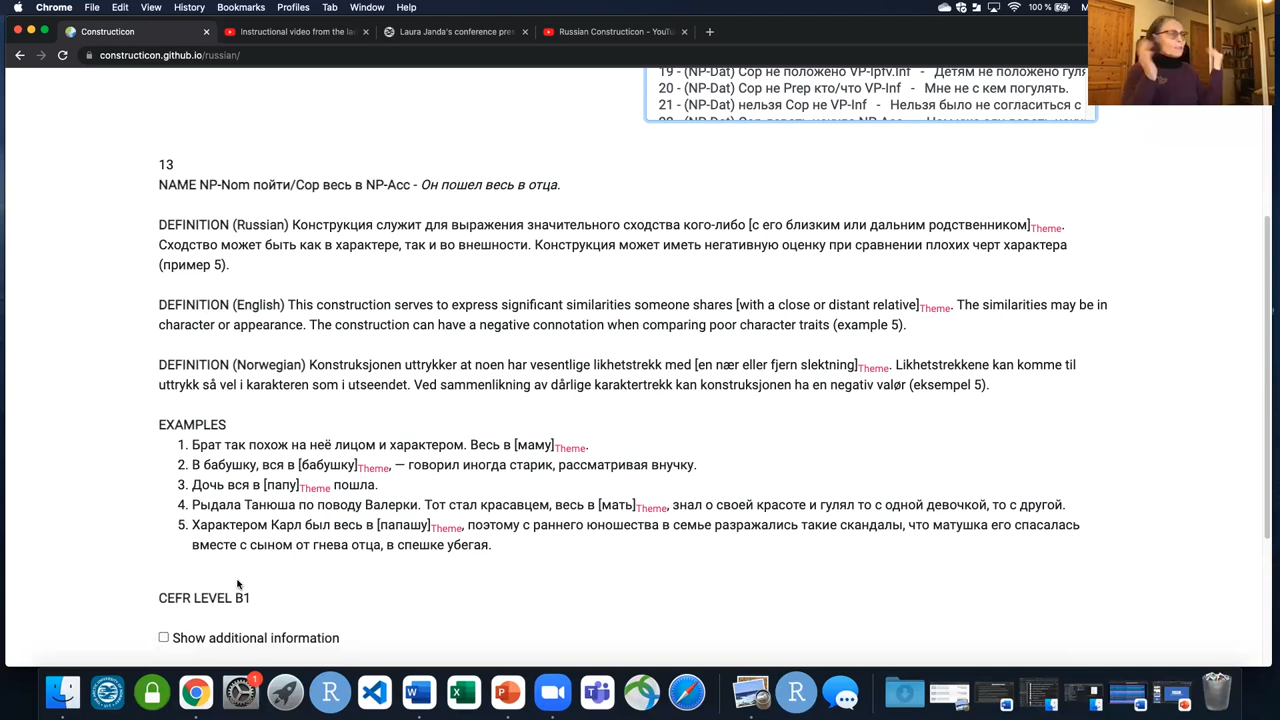 Chrome File Edit View History Bookmarks Profiles Tab Window Help 100 %
Constructicon Instructional video from the la Laura Janda's conference pre Russian Constructicon - YouTu
constructicon.github.io/russian/
19 - (NP-Dat) Cop не положено VP-Ipfv.Inf - Детям не положено гуля
20 - (NP-Dat) Cop не Prep кто/что VP-Inf - Мне не с кем погулять.
21 - (NP-Dat) нельзя Cop не VP-Inf - Нельзя было не согласиться с
13
NAME NP-Nom пойти/Cop весь в NP-Acc - Он пошел весь в отца.
DEFINITION (Russian) Конструкция служит для выражения значительного сходства кого-либо [с его близким или дальним родственником]Theme.
Сходство может быть как в характере, так и во внешности. Конструкция может иметь негативную оценку при сравнении плохих черт характера
(пример 5).
DEFINITION (English) This construction serves to express significant similarities someone shares [with a close or distant relative]Theme. The similarities may be in
character or appearance. The construction can have a negative connotation when comparing poor character traits (example 5).
DEFINITION (Norwegian) Konstruksjonen uttrykker at noen har vesentlige likhetstrekk med [en nær eller fjern slektning]Theme. Likhetstrekkene kan komme til
uttrykk så vel i karakteren som i utseendet. Ved sammenlikning av dårlige karaktertrekk kan konstruksjonen ha en negativ valør (eksempel 5).
EXAMPLES
1. Брат так похож на неё лицом и характером. Весь в [маму]Theme.
2. В бабушку, вся в [бабушку]Theme, — говорил иногда старик, рассматривая внучку.
3. Дочь вся в [папу]Theme пошла.
4. Рыдала Танюша по поводу Валерки. Тот стал красавцем, весь в [мать]Theme, знал о своей красоте и гулял то с одной девочкой, то с другой.
5. Характером Карл был весь в [папашу]Theme, поэтому с раннего юношества в семье разражались такие скандалы, что матушка его спасалась
вместе с сыном от гнева отца, в спешке убегая.
CEFR LEVEL B1
Show additional information